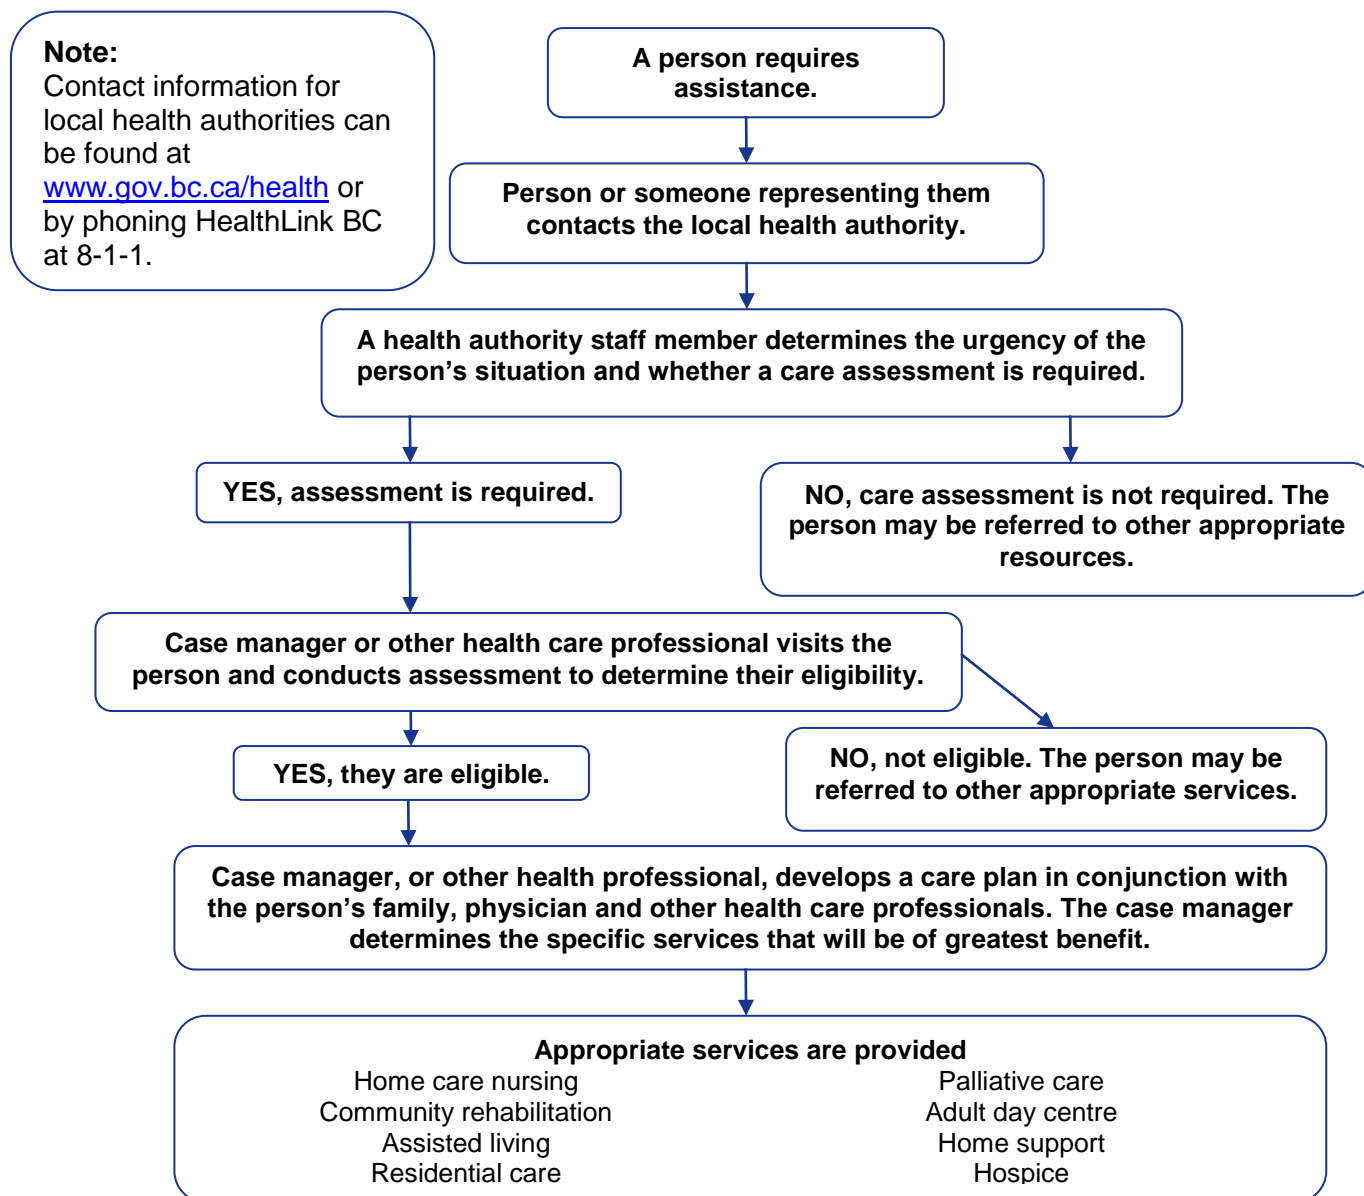 Note:
Contact information for
local health authorities can
be found at
www.gov.bc.ca/health or
by phoning HealthLink BC
at 8-1-1.
A person requires
assistance.
Person or someone representing them
contacts the local health authority.
A health authority staff member determines the urgency of the
person’s situation and whether a care assessment is required.
YES, assessment is required.
NO, care assessment is not required. The
person may be referred to other appropriate
resources.
Case manager or other health care professional visits the
person and conducts assessment to determine their eligibility.
YES, they are eligible.
NO, not eligible. The person may be
referred to other appropriate services.
Case manager, or other health professional, develops a care plan in conjunction with
the person’s family, physician and other health care professionals. The case manager
determines the specific services that will be of greatest benefit.
Appropriate services are provided
Home care nursing
Community rehabilitation
Assisted living
Residential care
Palliative care
Adult day centre
Home support
Hospice